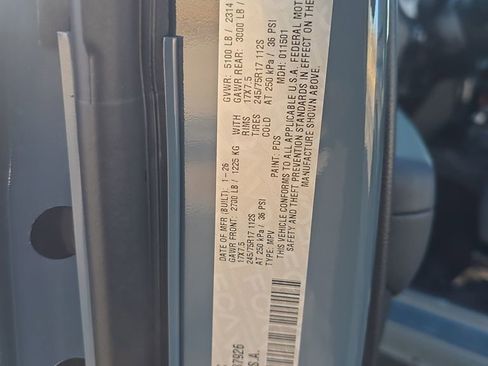 DATE OF MFR (BUILT): 1-26
GVWR: 5100 LB / 2314
GAWR FRONT: 2700 LB / 1225 KG WITH
GAWR REAR: 3000 LB /
17X7.5 RIMS
17X7.5
245/75R17 112S TIRES
245/75R17 112S
AT 250 kPa / 36 PSI COLD
AT 250 kPa / 36 PSI
TYPE: MPV
PAINT: PDS
MDH: 011501
THIS VEHICLE CONFORMS TO ALL APPLICABLE U.S.A. FEDERAL MOT
SAFETY AND THEFT PREVENTION STANDARDS IN EFFECT ON THE
MANUFACTURE SHOWN ABOVE.
67926
S.A.